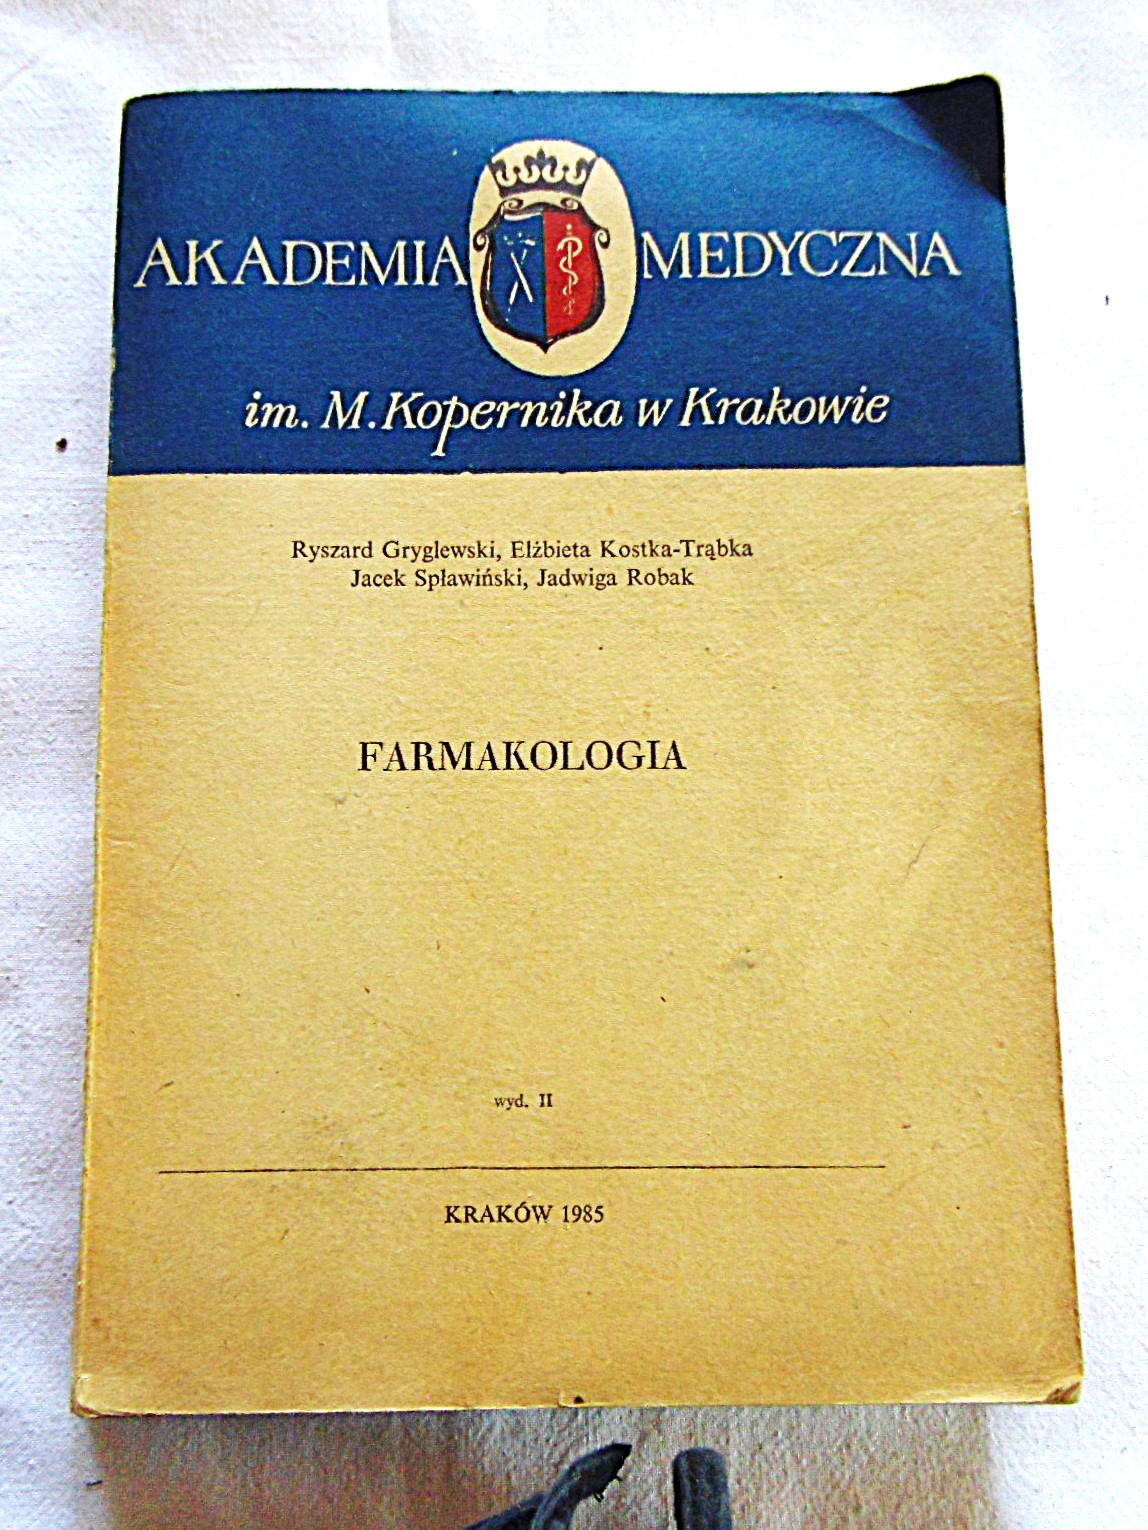 AKADEMIA MEDYCZNA
im. M. Kopernika w Krakowie
Ryszard Gryglewski, Elżbieta Kostka-Trąbka
Jacek Spławiński, Jadwiga Robak
FARMAKOLOGIA
wyd. II
KRAKÓW 1985